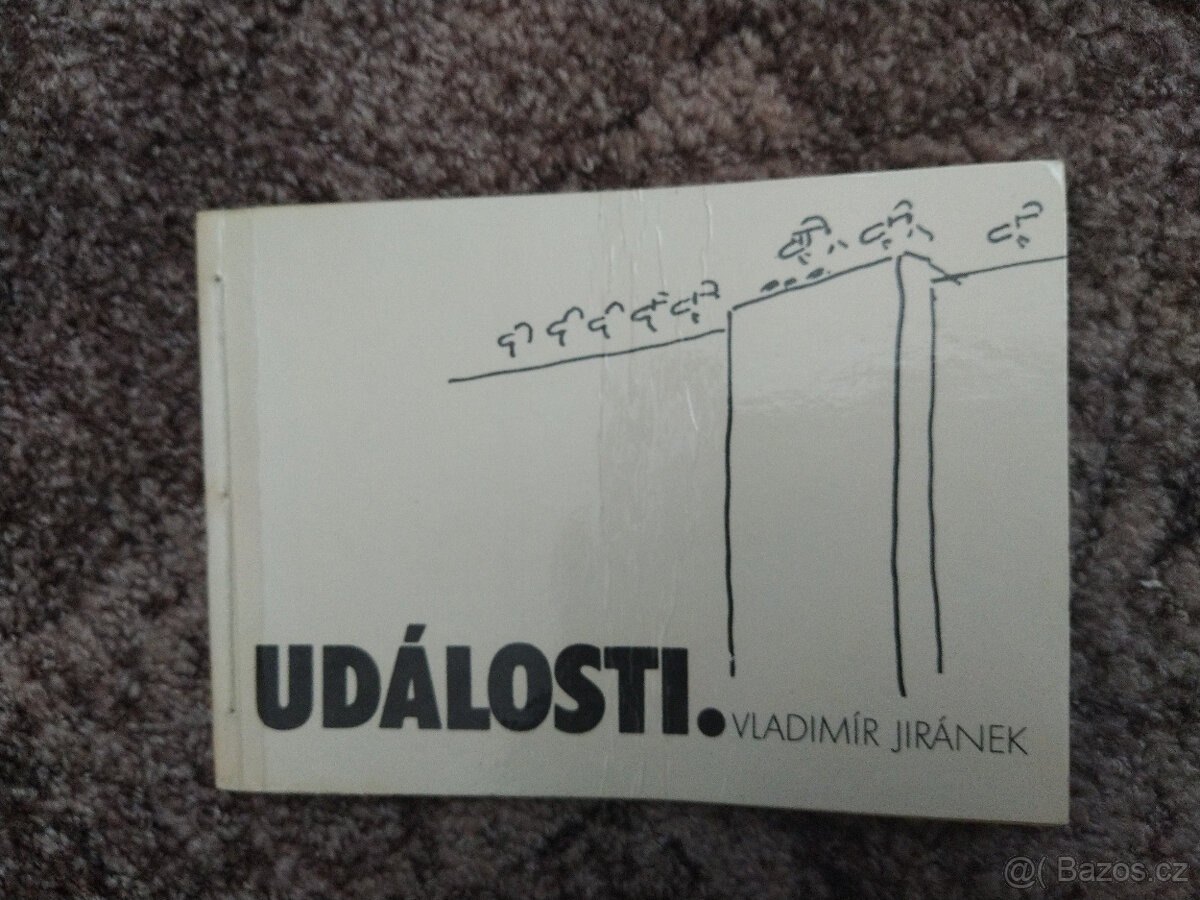 UDÁLOSTI.
VLADIMÍR JIRÁNEK
@( Bazos.cz